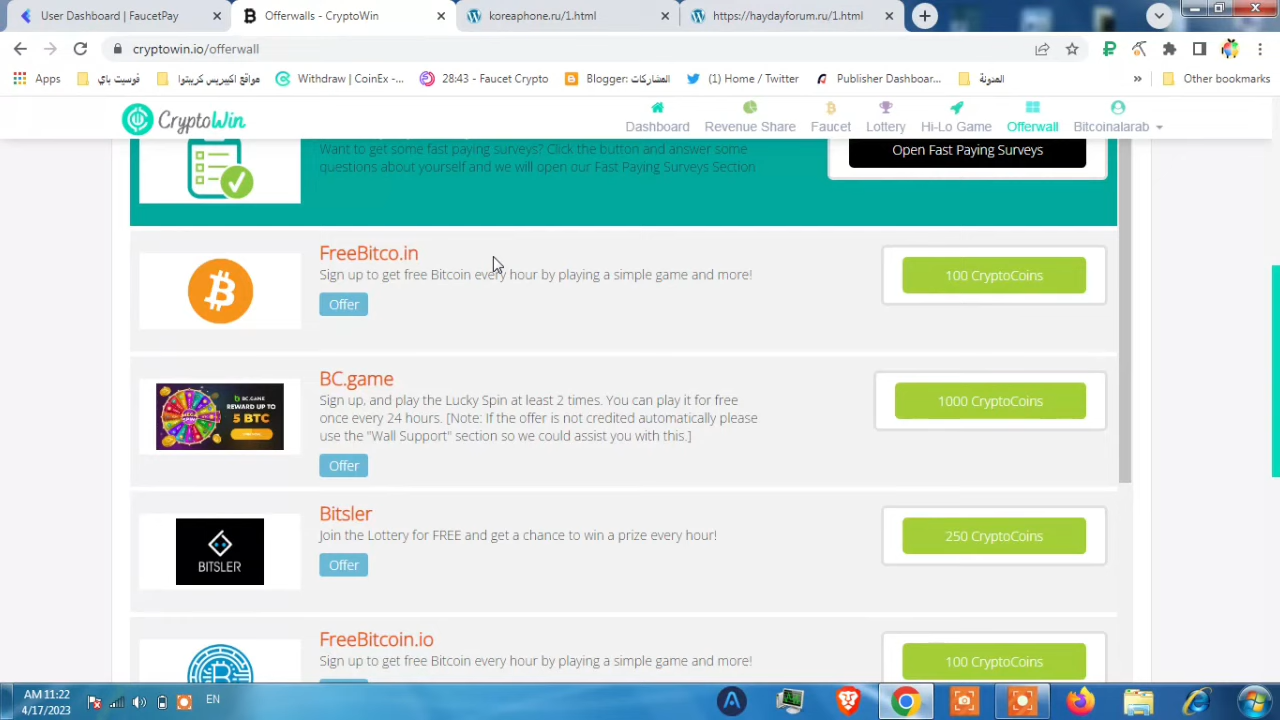 User Dashboard | FaucetPay
Offerwalls - CryptoWin
koreaphone.ru/1.html
https://haydayforum.ru/1.html
cryptowin.io/offerwall
Apps
فوسيت باي
مواقع اكسبريس كريبتوا
Withdraw | CoinEx -...
28:43 - Faucet Crypto
Blogger: المشاركات
(1) Home / Twitter
Publisher Dashboar...
المدونة
»
Other bookmarks
CryptoWin
Dashboard
Revenue Share
Faucet
Lottery
Hi-Lo Game
Offerwall
Bitcoinalarab
Want to get some fast paying surveys? Click the button and answer some
questions about yourself and we will open our Fast Paying Surveys Section
Open Fast Paying Surveys
FreeBitco.in
Sign up to get free Bitcoin every hour by playing a simple game and more!
Offer
100 CryptoCoins
BC.GAME
REWARD UP TO
5 BTC
BC.game
Sign up, and play the Lucky Spin at least 2 times. You can play it for free
once every 24 hours. [Note: If the offer is not credited automatically please
use the "Wall Support" section so we could assist you with this.]
Offer
1000 CryptoCoins
BITSLER
Bitsler
Join the Lottery for FREE and get a chance to win a prize every hour!
Offer
250 CryptoCoins
FreeBitcoin.io
Sign up to get free Bitcoin every hour by playing a simple game and more!
100 CryptoCoins
AM 11:22
4/17/2023
EN